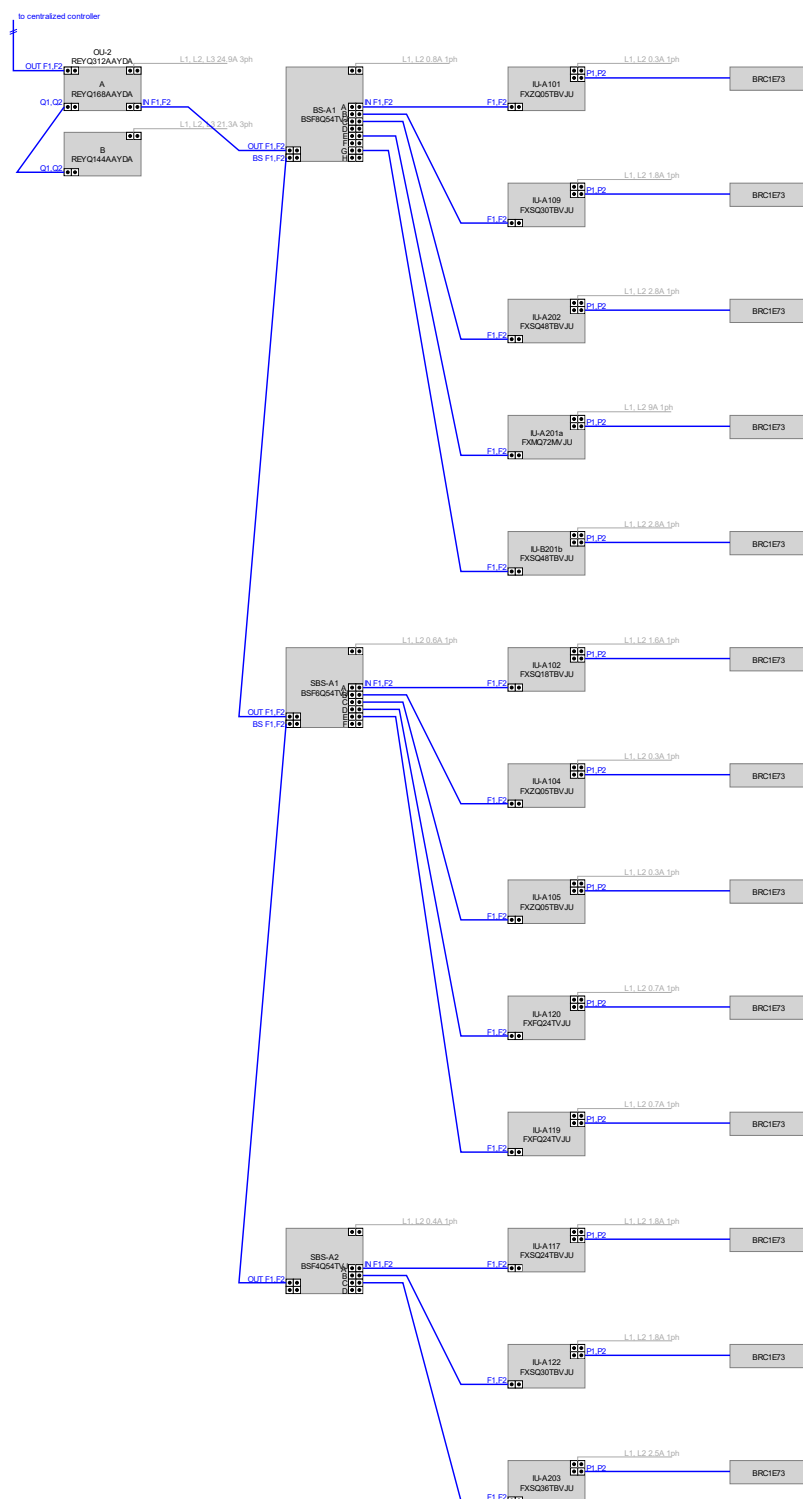 to centralized controller
OU-2
REYQ312AAYDA
L1, L2, L3 24,9A 3ph
OUT F1,F2
A
REYQ168AAYDA
Q1,Q2
IN F1,F2
L1, L2, L3 21,3A 3ph
B
REYQ144AAYDA
Q1,Q2
L1, L2 0.8A 1ph
BS-A1
BSF8Q54TVJ
IN F1,F2
A
B
C
D
E
F
G
H
OUT F1,F2
BS F1,F2
L1, L2 0.3A 1ph
IU-A101
FXZQ05TBVJU
P1,P2
F1,F2
BRC1E73
L1, L2 1.8A 1ph
IU-A109
FXSQ30TBVJU
P1,P2
F1,F2
BRC1E73
L1, L2 2.8A 1ph
IU-A202
FXSQ48TBVJU
P1,P2
F1,F2
BRC1E73
L1, L2 9A 1ph
IU-A201a
FXMQ72MVJU
P1,P2
F1,F2
BRC1E73
L1, L2 2.8A 1ph
IU-B201b
FXSQ48TBVJU
P1,P2
F1,F2
BRC1E73
L1, L2 0.6A 1ph
SBS-A1
BSF6Q54TVJ
IN F1,F2
A
B
C
D
E
F
OUT F1,F2
BS F1,F2
L1, L2 1.6A 1ph
IU-A102
FXSQ18TBVJU
P1,P2
F1,F2
BRC1E73
L1, L2 0.3A 1ph
IU-A104
FXZQ05TBVJU
P1,P2
F1,F2
BRC1E73
L1, L2 0.3A 1ph
IU-A105
FXZQ05TBVJU
P1,P2
F1,F2
BRC1E73
L1, L2 0.7A 1ph
IU-A120
FXFQ24TVJU
P1,P2
F1,F2
BRC1E73
L1, L2 0.7A 1ph
IU-A119
FXFQ24TVJU
P1,P2
F1,F2
BRC1E73
L1, L2 0.4A 1ph
SBS-A2
BSF4Q54TVJ
IN F1,F2
A
B
C
D
OUT F1,F2
L1, L2 1.8A 1ph
IU-A117
FXSQ24TBVJU
P1,P2
F1,F2
BRC1E73
L1, L2 1.8A 1ph
IU-A122
FXSQ30TBVJU
P1,P2
F1,F2
BRC1E73
L1, L2 2.5A 1ph
IU-A203
FXSQ36TBVJU
P1,P2
F1,F2
BRC1E73